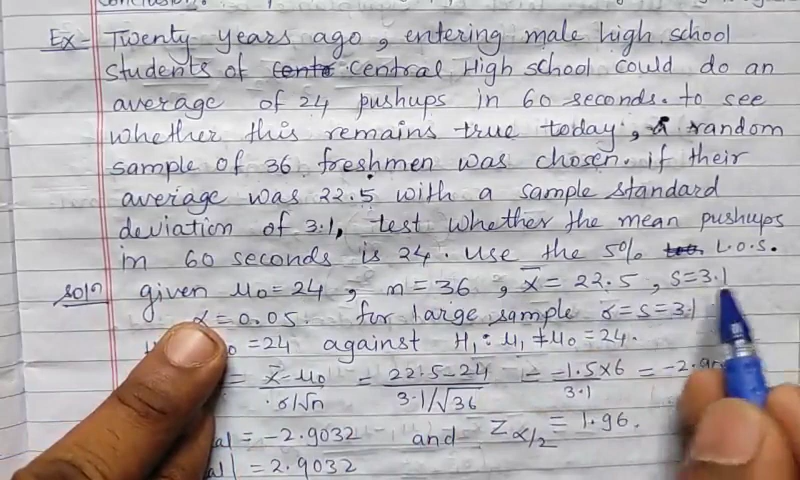 Conclusion:
Ex- Twenty years ago, entering male high school
students of central High school could do an
average of 24 pushups in 60 seconds. to see
whether this remains true today, A random
sample of 36 freshmen was chosen. if their
average was 22.5 with a sample standard
deviation of 3.1, test whether the mean pushups
in 60 seconds is 24. Use the 5% L.O.S.
soln given μ0=24, n=36, x̄=22.5, s=3.1
α=0.05. for large sample σ=s=3.1
=24 against H1: μ1≠μ0=24.
= x̄-μ0 / σ/√n = 22.5-24 / 3.1/√36 = -1.5×6 / 3.1 = -2.90
cal = -2.9032 and Zα/2 = 1.96.
cal| = 2.9032